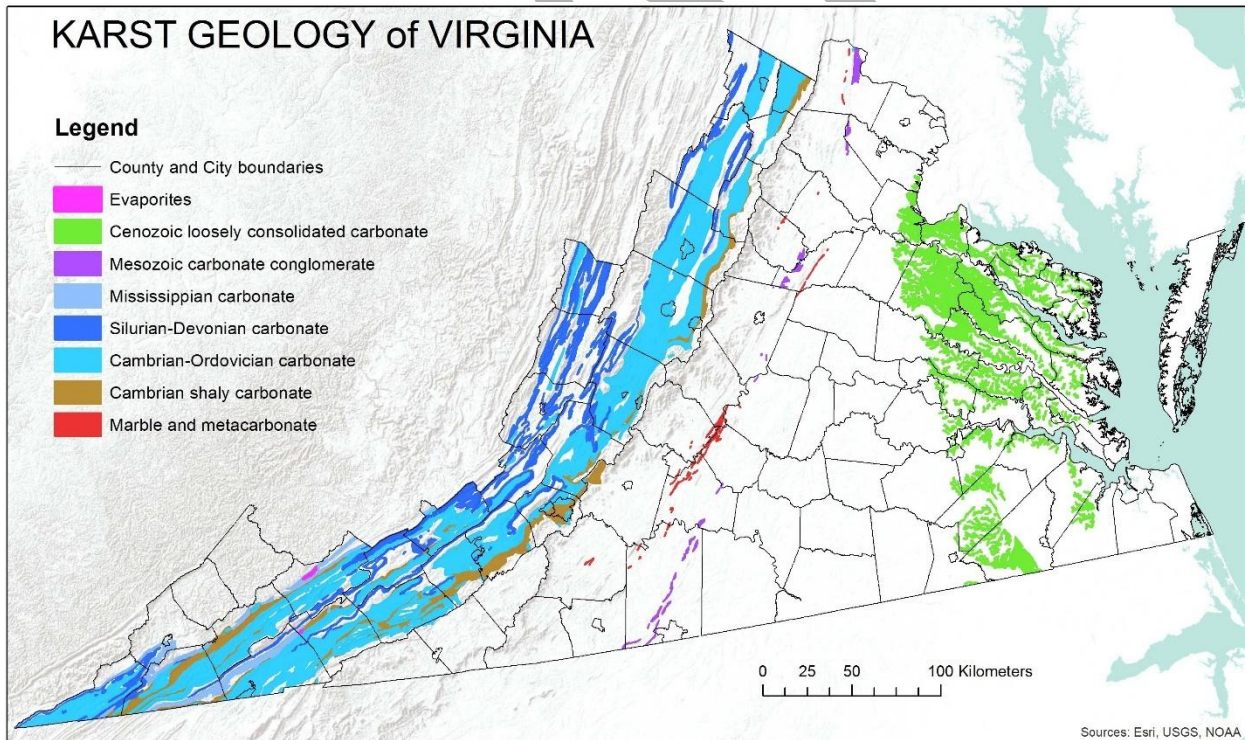 KARST GEOLOGY of VIRGINIA
Legend
County and City boundaries
Evaporites
Cenozoic loosely consolidated carbonate
Mesozoic carbonate conglomerate
Mississippian carbonate
Silurian-Devonian carbonate
Cambrian-Ordovician carbonate
Cambrian shaly carbonate
Marble and metacarbonate
0 25 50 100 Kilometers
Sources: Esri, USGS, NOAA